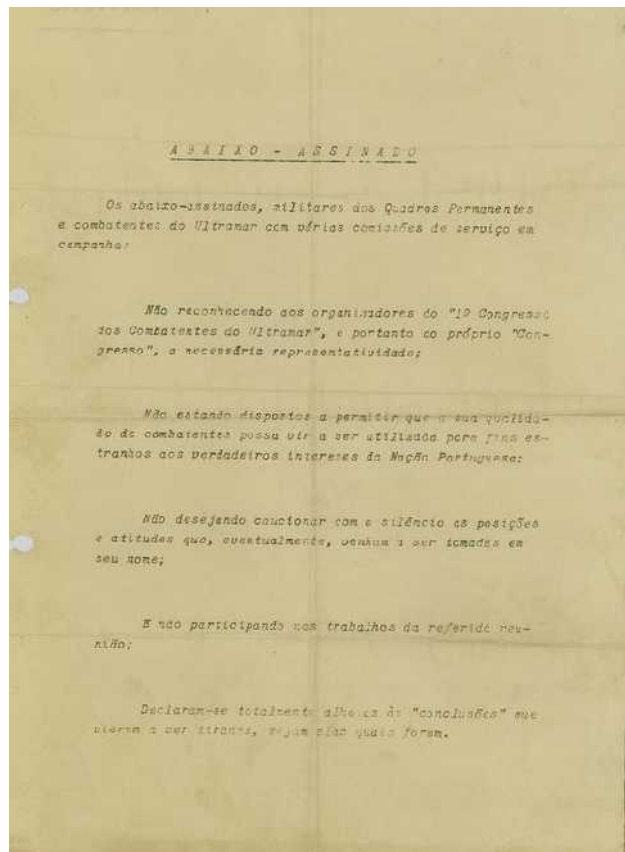 ABAIXO - ASSINADO
Os abaixo-assinados, militares dos Quadros Permanentes
e combatentes do Ultramar com várias comissões de serviço em
campanha:
Não reconhecendo aos organizadores do "1º Congresso
dos Combatentes do Ultramar", e portanto ao próprio "Con-
gresso", a necessária representatividade;
Não estando dispostos a permitir que a sua qualida-
de de combatentes possa vir a ser utilizada para fins es-
tranhos aos verdadeiros interesses da Nação Portuguesa;
Não desejando caucionar com o silêncio as posições
e atitudes que, eventualmente, venham a ser tomadas em
seu nome;
E não participando nos trabalhos da referida reu-
nião;
Declaram-se totalmente alheios às "conclusões" que
vierem a ser tiradas, sejam elas quais forem.